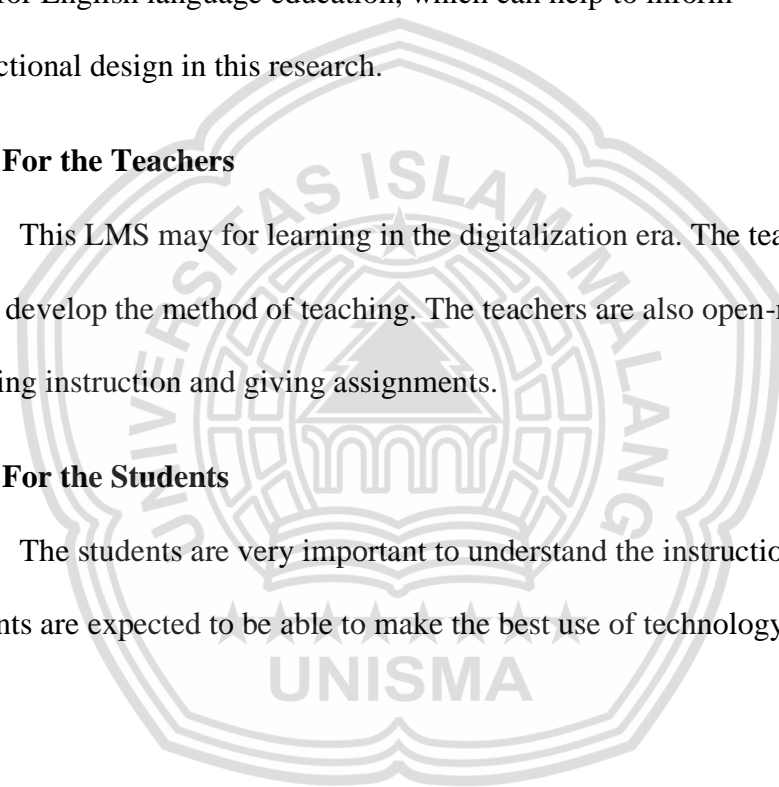 for English language education, which can help to inform
ctional design in this research.
For the Teachers
This LMS may for learning in the digitalization era. The tea
develop the method of teaching. The teachers are also open-
ing instruction and giving assignments.
For the Students
The students are very important to understand the instructio
nts are expected to be able to make the best use of technology
UNIVERSITAS ISLAM MALANG
UNISMA